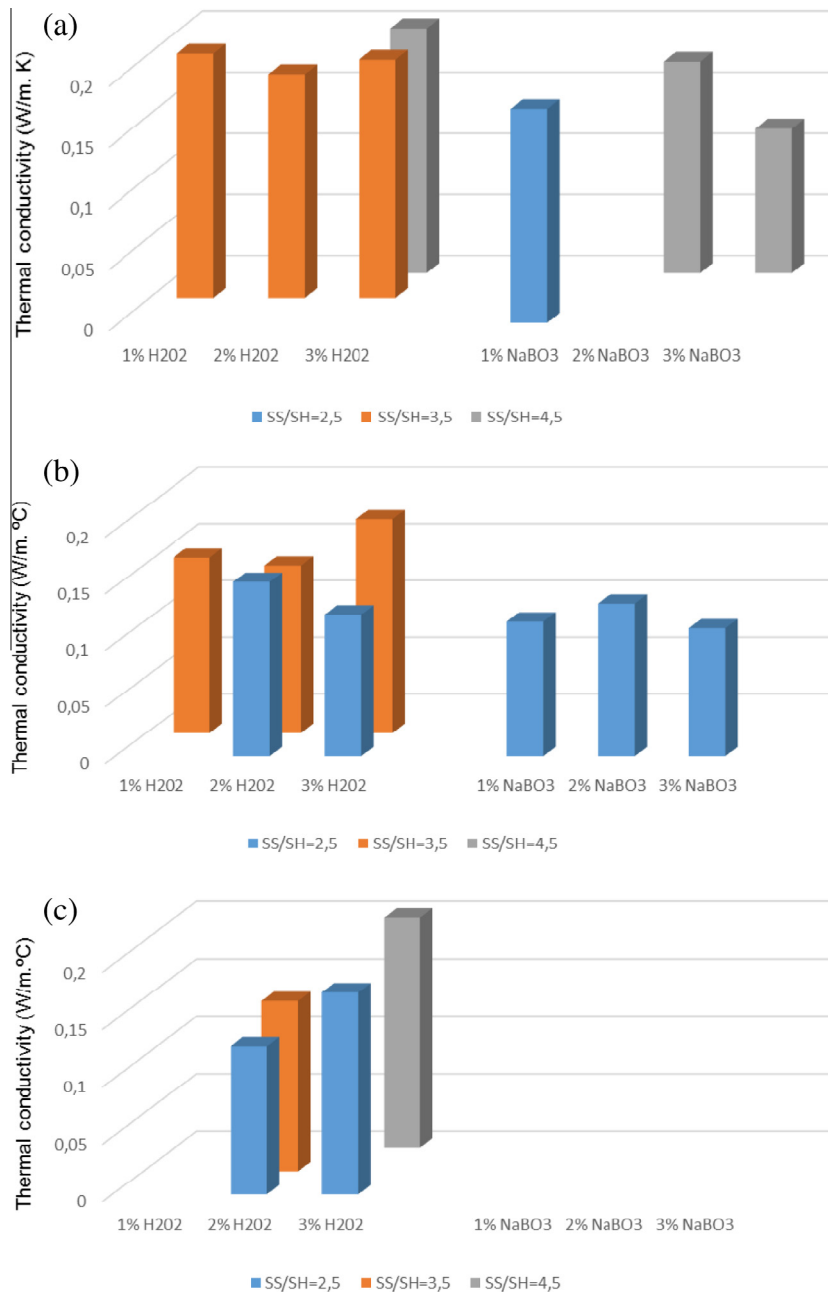 (a)
Thermal conductivity (W/m. K)
0,2
0,15
0,1
0,05
0
1% H2O2 2% H2O2 3% H2O2 1% NaBO3 2% NaBO3 3% NaBO3
SS/SH=2,5 SS/SH=3,5 SS/SH=4,5
(b)
Thermal conductivity (W/m. ºC)
0,2
0,15
0,1
0,05
0
1% H2O2 2% H2O2 3% H2O2 1% NaBO3 2% NaBO3 3% NaBO3
SS/SH=2,5 SS/SH=3,5 SS/SH=4,5
(c)
Thermal conductivity (W/m.ºC)
0,2
0,15
0,1
0,05
0
1% H2O2 2% H2O2 3% H2O2 1% NaBO3 2% NaBO3 3% NaBO3
SS/SH=2,5 SS/SH=3,5 SS/SH=4,5